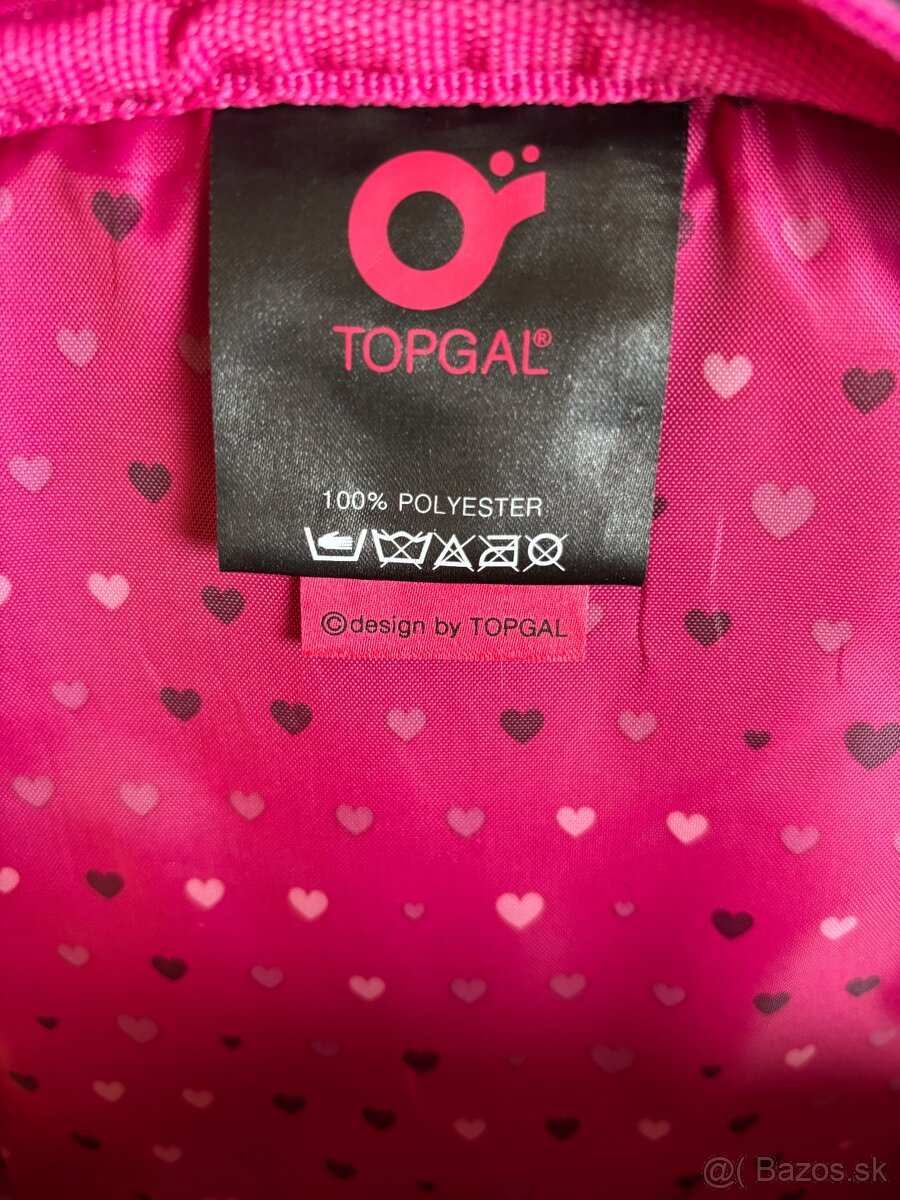 TOPGAL®
100% POLYESTER
©design by TOPGAL
@( Bazos.sk